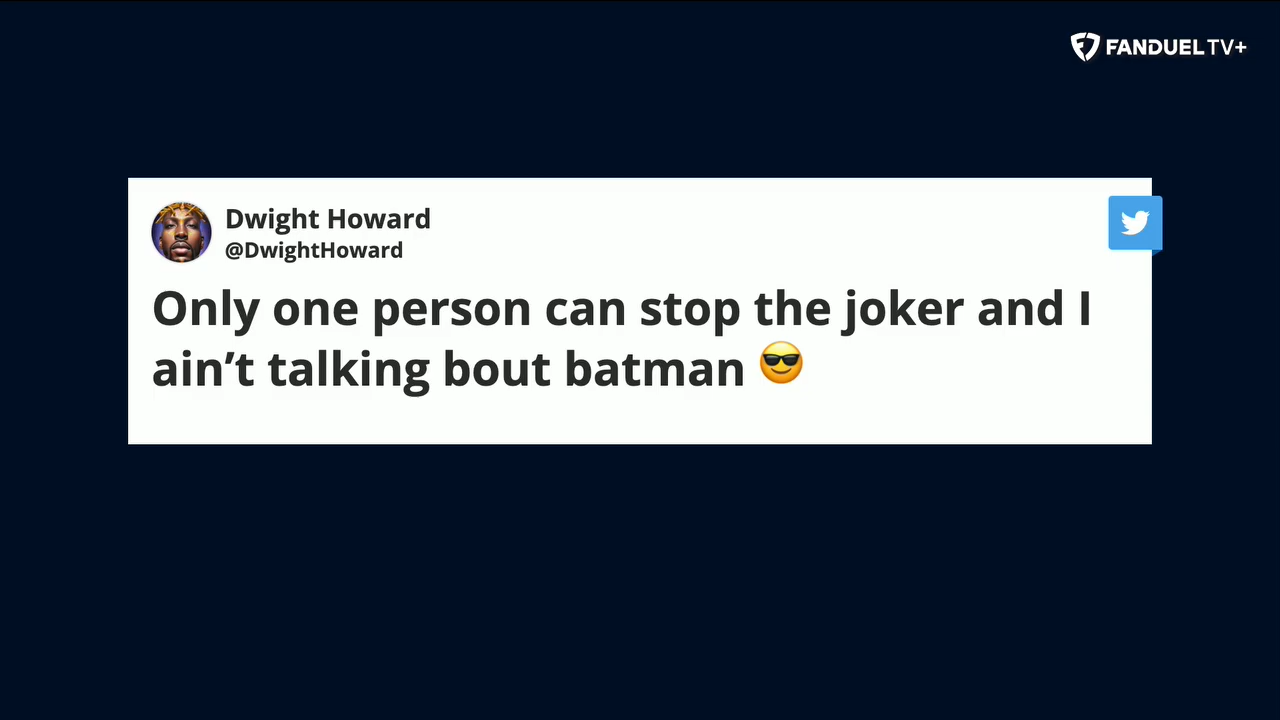 FANDUEL TV+
Dwight Howard
@DwightHoward
Only one person can stop the joker and I
ain’t talking bout batman 😎